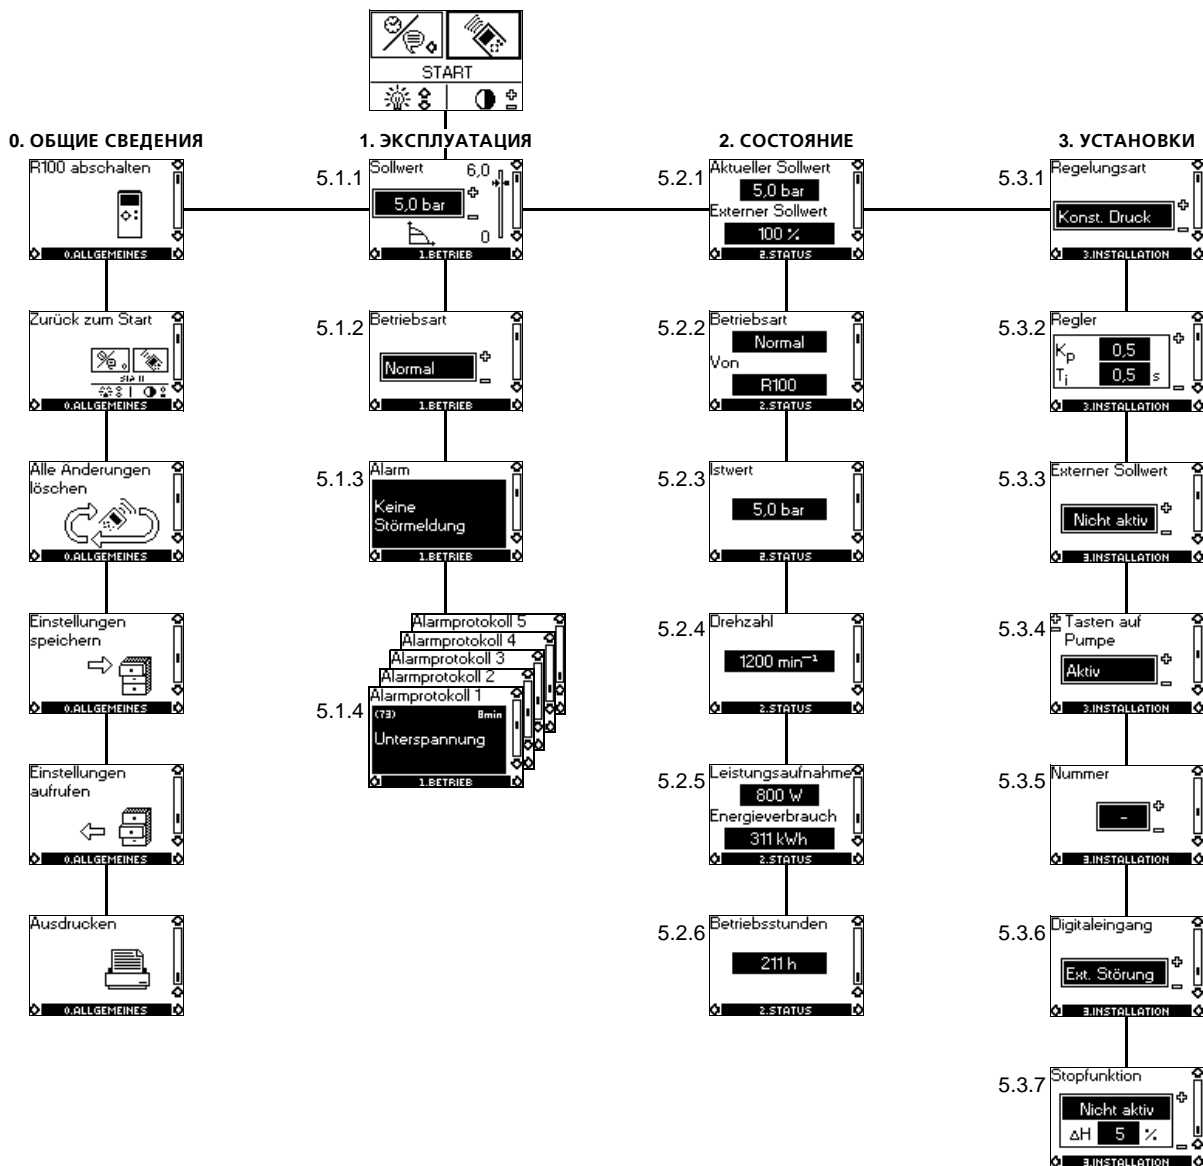 START
0. ОБЩИЕ СВЕДЕНИЯ
R100 abschalten
0.ALLGEMEINES
Zurück zum Start
START
0.ALLGEMEINES
Alle Änderungen
löschen
0.ALLGEMEINES
Einstellungen
speichern
0.ALLGEMEINES
Einstellungen
aufrufen
0.ALLGEMEINES
Ausdrucken
0.ALLGEMEINES
1. ЭКСПЛУАТАЦИЯ
5.1.1
Sollwert
6,0
5,0 bar
0
1.BETRIEB
5.1.2
Betriebsart
Normal
1.BETRIEB
5.1.3
Alarm
Keine
Störmeldung
1.BETRIEB
Alarmprotokoll 5
Alarmprotokoll 4
Alarmprotokoll 3
Alarmprotokoll 2
5.1.4
Alarmprotokoll 1
(73) 8min
Unterspannung
1.BETRIEB
2. СОСТОЯНИЕ
5.2.1
Aktueller Sollwert
5,0 bar
Externer Sollwert
100 %
2.STATUS
5.2.2
Betriebsart
Normal
Von
R100
2.STATUS
5.2.3
Istwert
5,0 bar
2.STATUS
5.2.4
Drehzahl
1200 min⁻¹
2.STATUS
5.2.5
Leistungsaufnahme
800 W
Energieverbrauch
311 kWh
2.STATUS
5.2.6
Betriebsstunden
211 h
2.STATUS
3. УСТАНОВКИ
5.3.1
Regelungsart
Konst. Druck
3.INSTALLATION
5.3.2
Regler
Kp 0,5
Ti 0,5 s
3.INSTALLATION
5.3.3
Externer Sollwert
Nicht aktiv
3.INSTALLATION
5.3.4
Tasten auf
Pumpe
Aktiv
3.INSTALLATION
5.3.5
Nummer
-
3.INSTALLATION
5.3.6
Digitaleingang
Ext. Störung
3.INSTALLATION
5.3.7
Stopfunktion
Nicht aktiv
ΔH 5 %
3.INSTALLATION